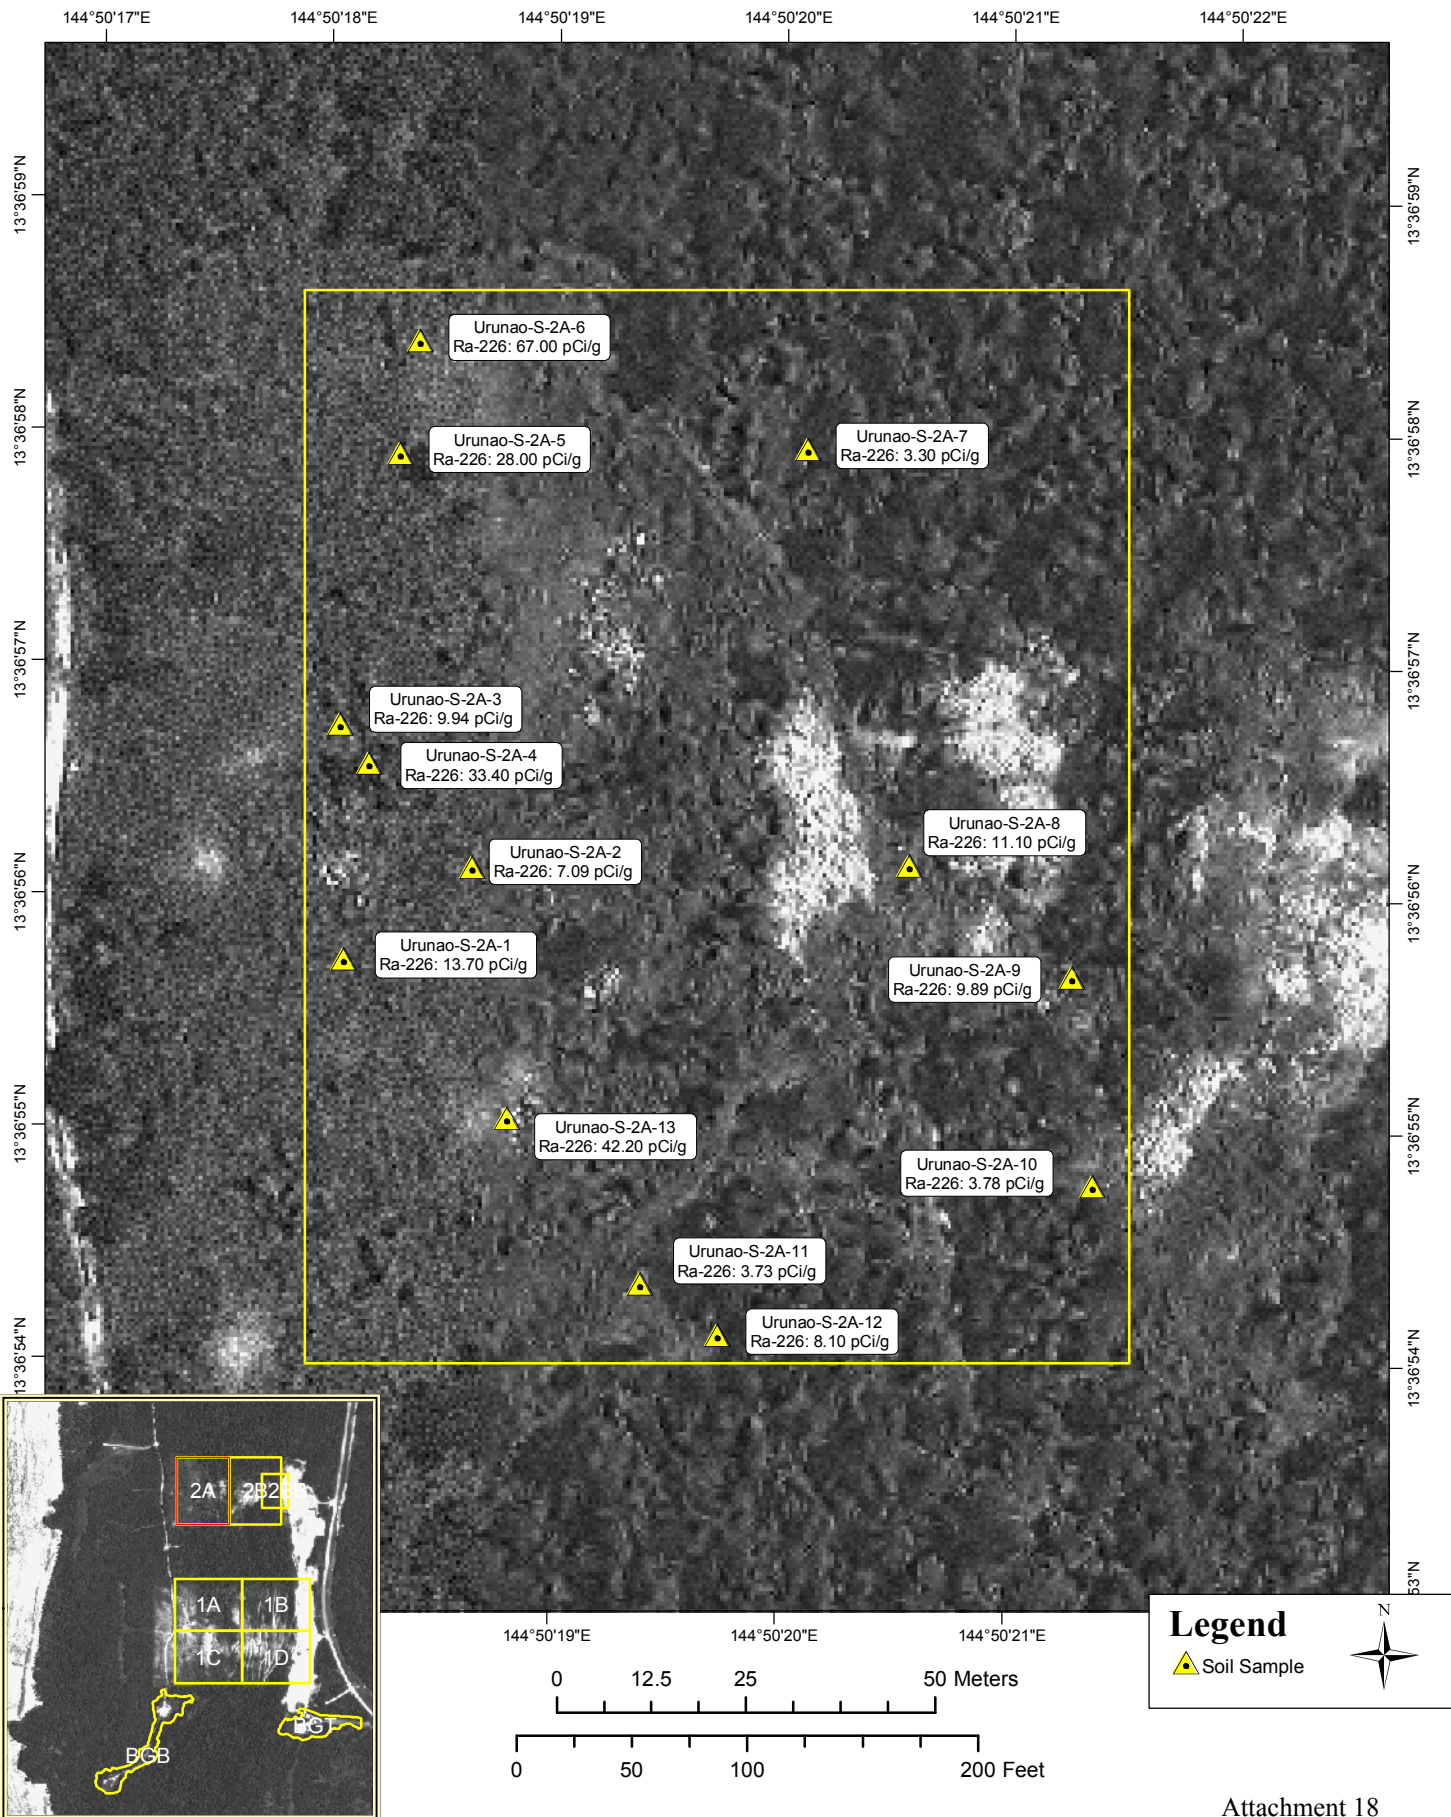 144°50'17"E 144°50'18"E 144°50'19"E 144°50'20"E 144°50'21"E 144°50'22"E
13°36'59"N 13°36'59"N
Urunao-S-2A-6
Ra-226: 67.00 pCi/g
13°36'58"N 13°36'58"N
Urunao-S-2A-5
Ra-226: 28.00 pCi/g
Urunao-S-2A-7
Ra-226: 3.30 pCi/g
13°36'57"N 13°36'57"N
Urunao-S-2A-3
Ra-226: 9.94 pCi/g
Urunao-S-2A-4
Ra-226: 33.40 pCi/g
Urunao-S-2A-8
Ra-226: 11.10 pCi/g
Urunao-S-2A-2
Ra-226: 7.09 pCi/g
13°36'56"N 13°36'56"N
Urunao-S-2A-1
Ra-226: 13.70 pCi/g
Urunao-S-2A-9
Ra-226: 9.89 pCi/g
13°36'55"N 13°36'55"N
Urunao-S-2A-13
Ra-226: 42.20 pCi/g
Urunao-S-2A-10
Ra-226: 3.78 pCi/g
Urunao-S-2A-11
Ra-226: 3.73 pCi/g
Urunao-S-2A-12
Ra-226: 8.10 pCi/g
13°36'54"N 13°36'54"N
53"N
2A 2B
1A 1B
1C 1D
BGT
BGB
144°50'19"E 144°50'20"E 144°50'21"E
0 12.5 25 50 Meters
0 50 100 200 Feet
Legend
N
Soil Sample
Attachment 18